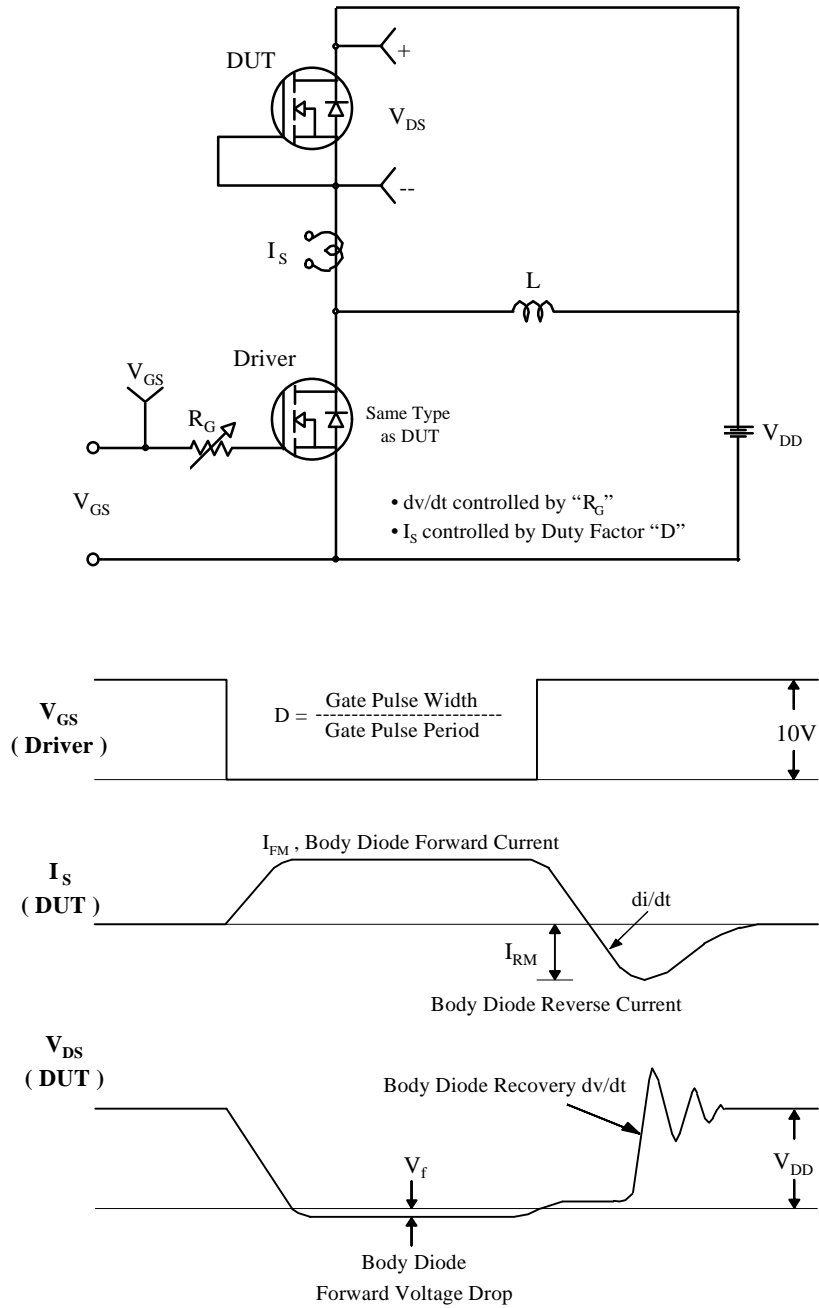 +
DUT
V_DS
--
I_S
L
Driver
V_GS
R_G
Same Type
as DUT
V_DD
V_GS
• dv/dt controlled by “R_G”
• I_S controlled by Duty Factor “D”
V_GS
( Driver )
D = Gate Pulse Width
--------------------------
Gate Pulse Period
10V
I_FM , Body Diode Forward Current
I_S
( DUT )
di/dt
I_RM
Body Diode Reverse Current
V_DS
( DUT )
Body Diode Recovery dv/dt
V_f
V_DD
Body Diode
Forward Voltage Drop